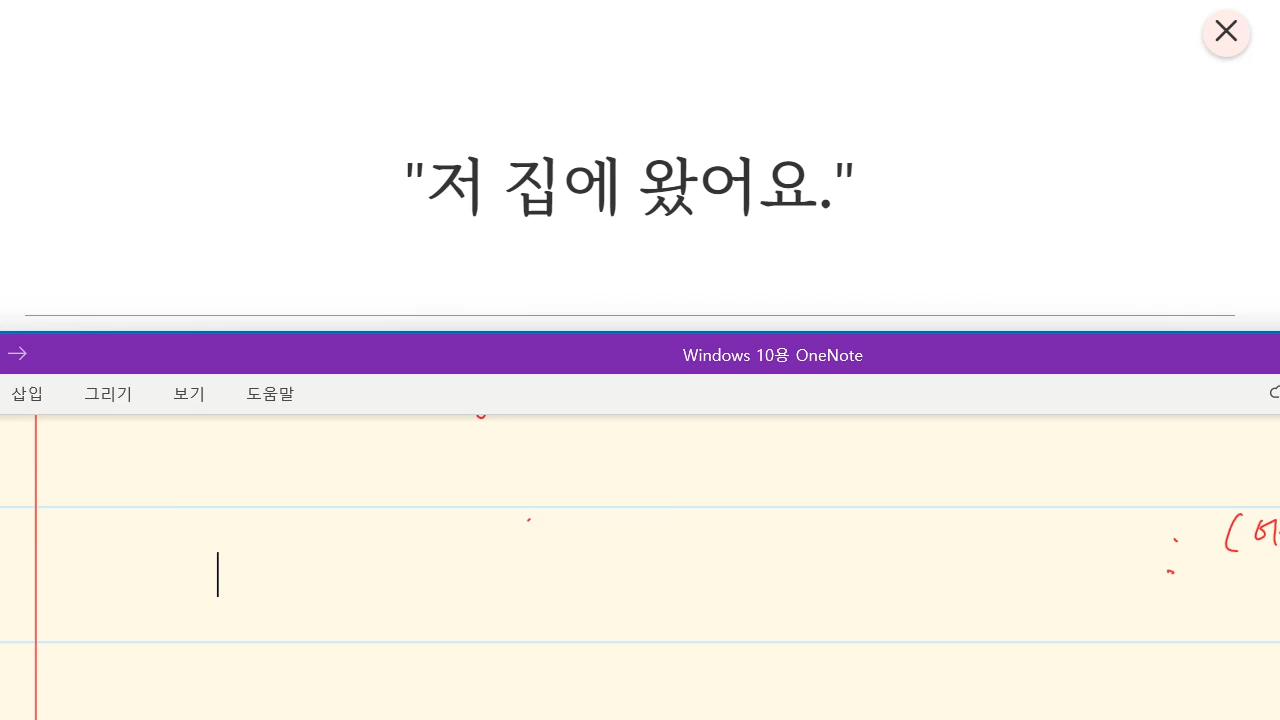 "저 집에 왔어요."
Windows 10용 OneNote
삽입 그리기 보기 도움말